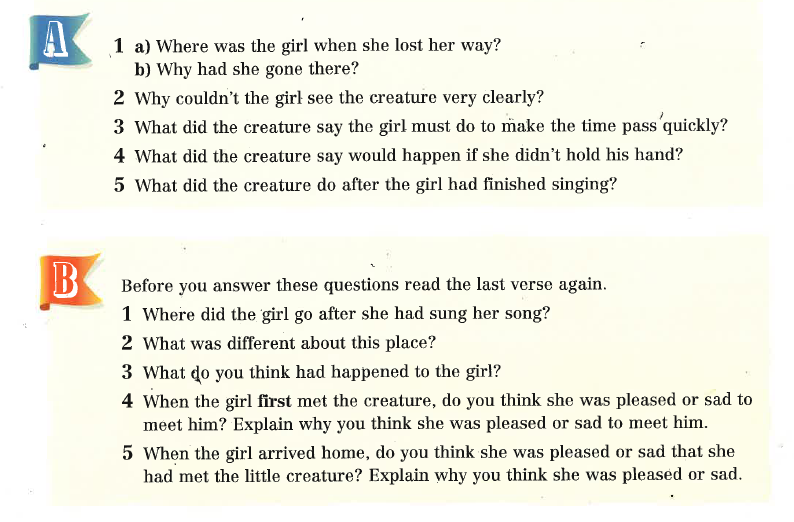 A
1 a) Where was the girl when she lost her way?
b) Why had she gone there?
2 Why couldn't the girl see the creature very clearly?
3 What did the creature say the girl must do to make the time pass quickly?
4 What did the creature say would happen if she didn't hold his hand?
5 What did the creature do after the girl had finished singing?
B
Before you answer these questions read the last verse again.
1 Where did the girl go after she had sung her song?
2 What was different about this place?
3 What do you think had happened to the girl?
4 When the girl first met the creature, do you think she was pleased or sad to
meet him? Explain why you think she was pleased or sad to meet him.
5 When the girl arrived home, do you think she was pleased or sad that she
had met the little creature? Explain why you think she was pleased or sad.